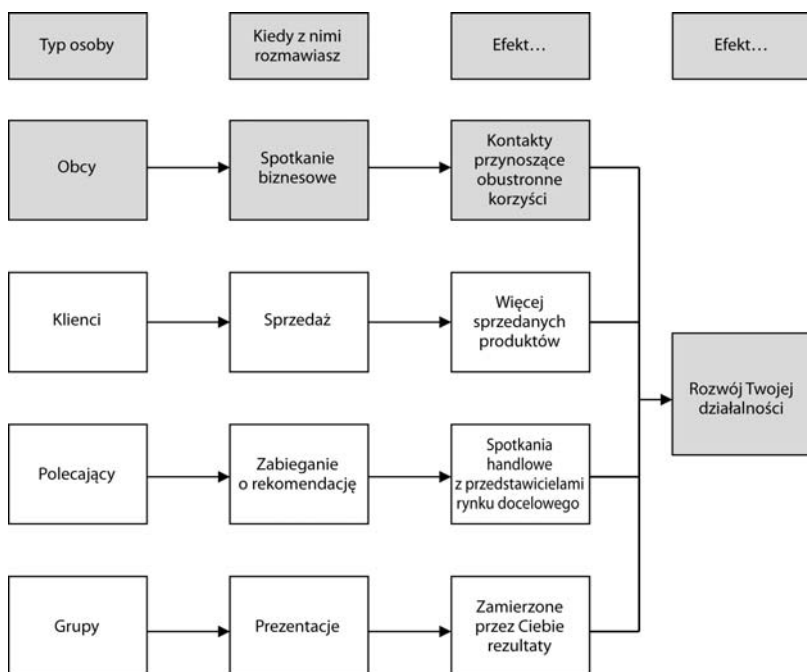 Typ osoby
Kiedy z nimi
rozmawiasz
Efekt...
Efekt...
Obcy
Spotkanie
biznesowe
Kontakty
przynoszące
obustronne
korzyści
Klienci
Sprzedaż
Więcej
sprzedanych
produktów
Rozwój Twojej
działalności
Polecający
Zabieganie
o rekomendację
Spotkania
handlowe
z przedstawicielami
rynku docelowego
Grupy
Prezentacje
Zamierzone
przez Ciebie
rezultaty